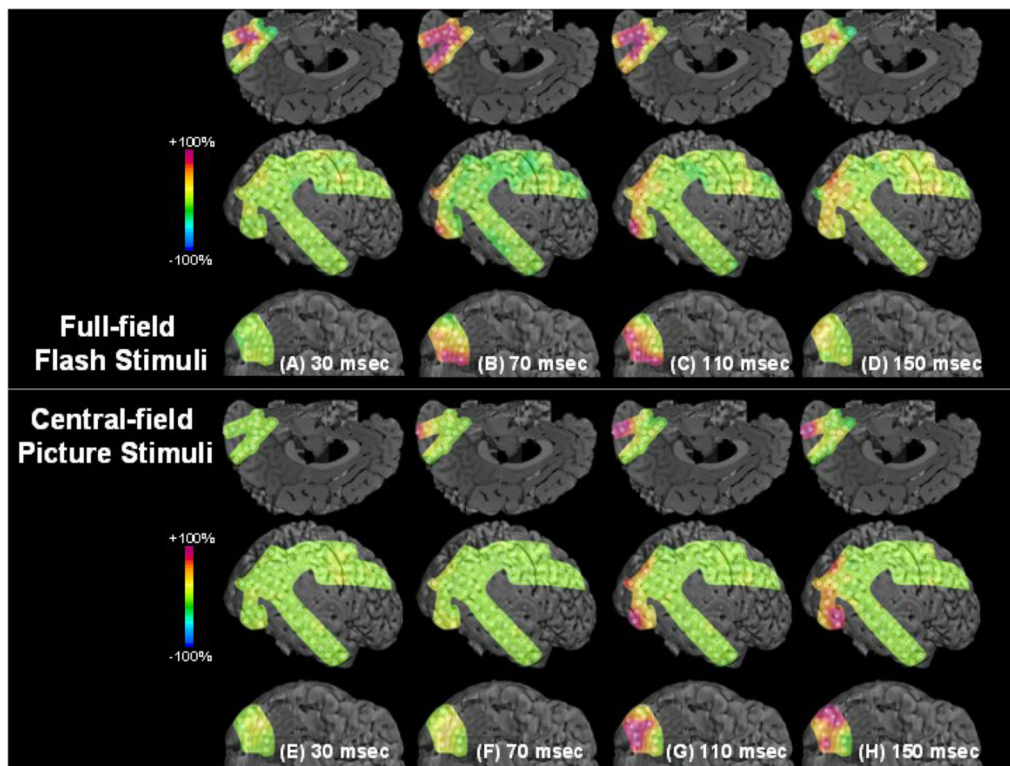 +100%
-100%
Full-field
Flash Stimuli
(A) 30 msec
(B) 70 msec
(C) 110 msec
(D) 150 msec
Central-field
Picture Stimuli
+100%
-100%
(E) 30 msec
(F) 70 msec
(G) 110 msec
(H) 150 msec